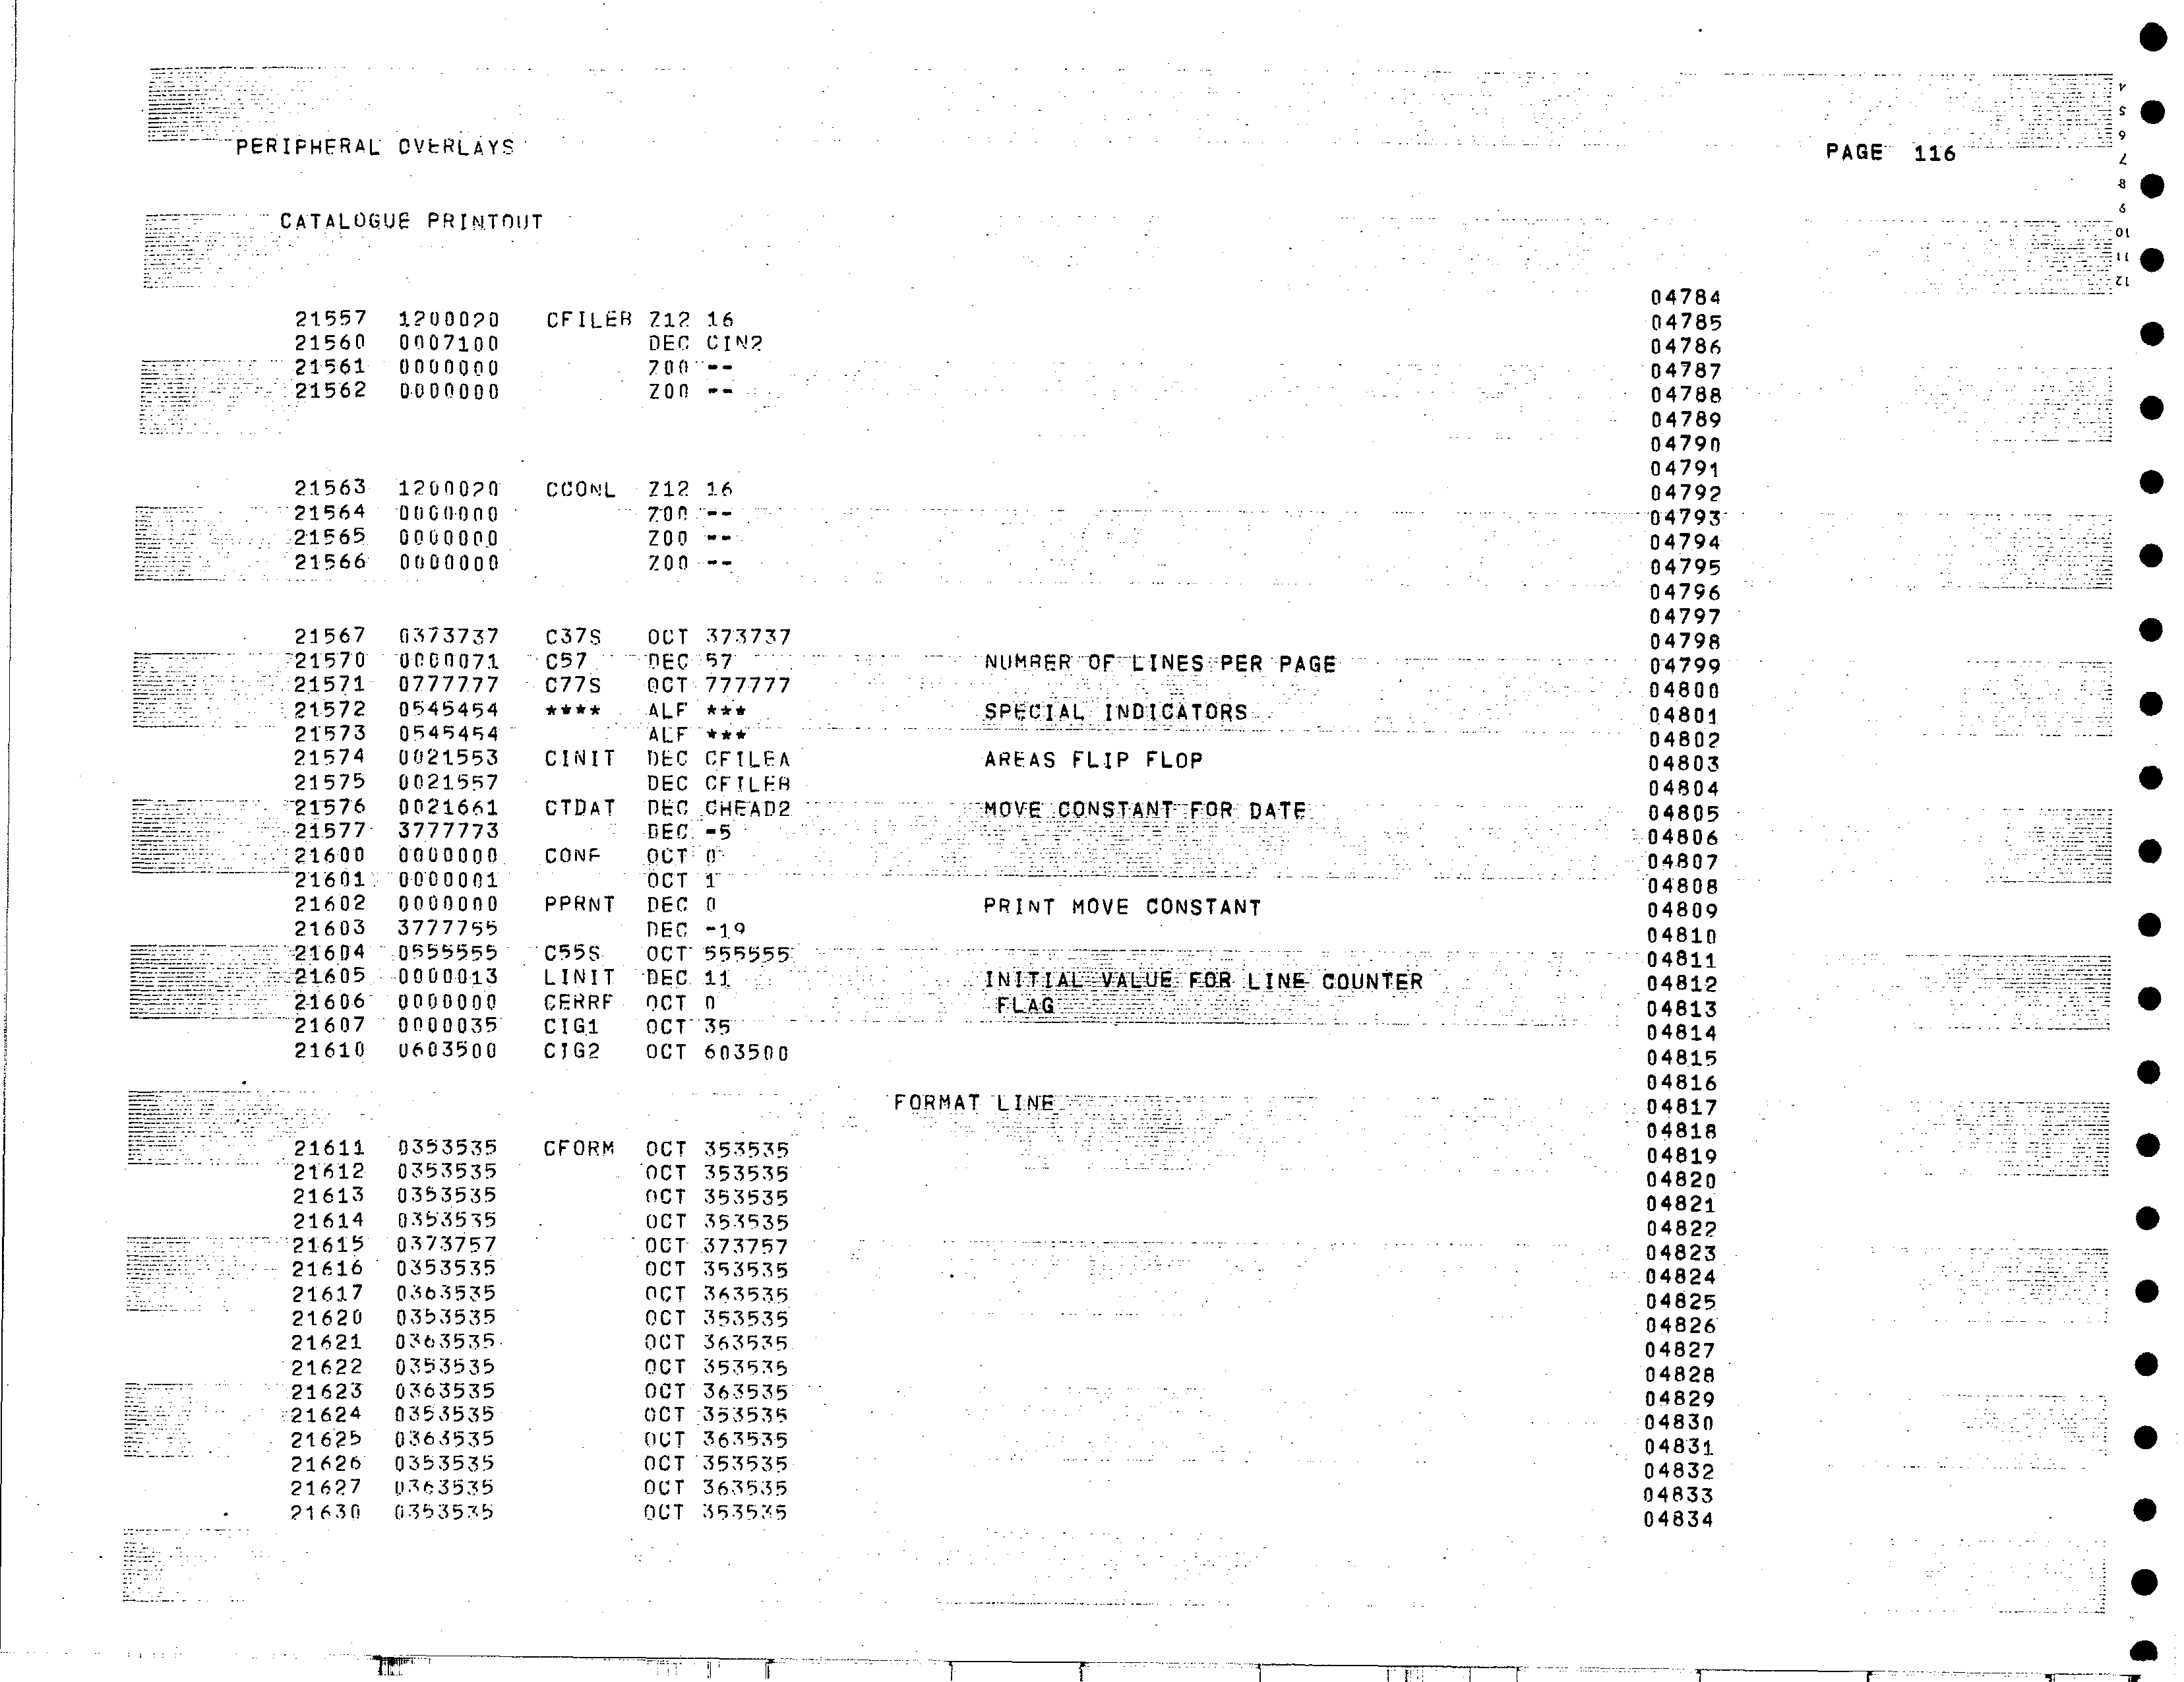 PERIPHERAL OVERLAYS PAGE 116
CATALOGUE PRINTOUT
04784
21557 1200020 CFILEB Z12 16 04785
21560 0007100 DEC CIN2 04786
21561 0000000 Z00 -- 04787
21562 0000000 Z00 -- 04788
04789
04790
04791
21563 1200020 CCONL Z12 16 04792
21564 0000000 Z00 -- 04793
21565 0000000 Z00 -- 04794
21566 0000000 Z00 -- 04795
04796
04797
21567 0373737 C37S OCT 373737 04798
21570 0000071 C57 DEC 57 NUMBER OF LINES PER PAGE 04799
21571 0777777 C77S OCT 777777 04800
21572 0545454 **** ALF *** SPECIAL INDICATORS 04801
21573 0545454 ALF *** 04802
21574 0021553 CINIT DEC CFILEA AREAS FLIP FLOP 04803
21575 0021557 DEC CFILEB 04804
21576 0021661 CTDAT DEC CHEAD2 MOVE CONSTANT FOR DATE 04805
21577 3777773 DEC -5 04806
21600 0000000 CONF OCT 0 04807
21601 0000001 OCT 1 04808
21602 0000000 PPRNT DEC 0 PRINT MOVE CONSTANT 04809
21603 3777755 DEC -19 04810
21604 0555555 C55S OCT 555555 04811
21605 0000013 LINIT DEC 11 INITIAL VALUE FOR LINE COUNTER 04812
21606 0000000 CERRF OCT 0 FLAG 04813
21607 0000035 CIG1 OCT 35 04814
21610 0603500 CIG2 OCT 603500 04815
04816
FORMAT LINE 04817
04818
21611 0353535 CFORM OCT 353535 04819
21612 0353535 OCT 353535 04820
21613 0353535 OCT 353535 04821
21614 0353535 OCT 353535 04822
21615 0373757 OCT 373757 04823
21616 0353535 OCT 353535 04824
21617 0363535 OCT 363535 04825
21620 0353535 OCT 353535 04826
21621 0363535 OCT 363535 04827
21622 0353535 OCT 353535 04828
21623 0363535 OCT 363535 04829
21624 0353535 OCT 353535 04830
21625 0363535 OCT 363535 04831
21626 0353535 OCT 353535 04832
21627 0363535 OCT 363535 04833
21630 0353535 OCT 353535 04834